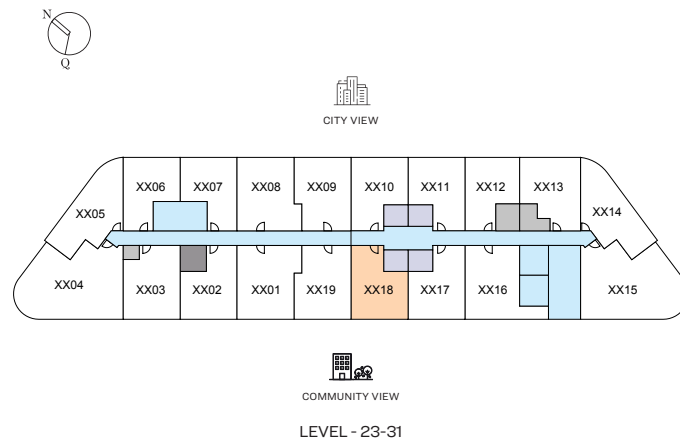 N
Q
CITY VIEW
XX06 XX07 XX08 XX09 XX10 XX11 XX12 XX13
XX05 XX14
XX04 XX03 XX02 XX01 XX19 XX18 XX17 XX16 XX15
COMMUNITY VIEW
LEVEL - 23-31